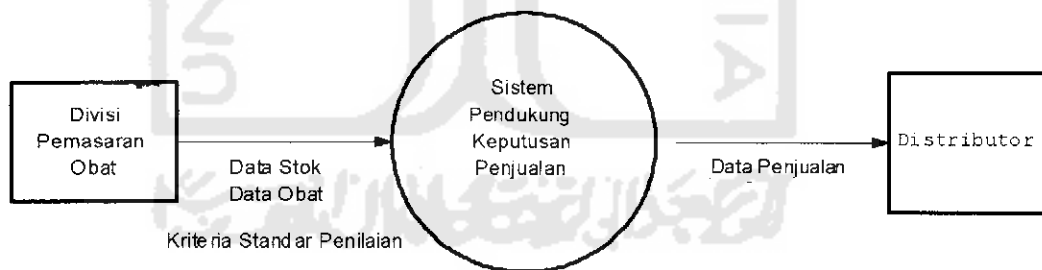 Divisi
Pemasaran
Obat
Data Stok
Data Obat
Kriteria Standar Penilaian
Sistem
Pendukung
Keputusan
Penjualan
Data Penjualan
Distributor